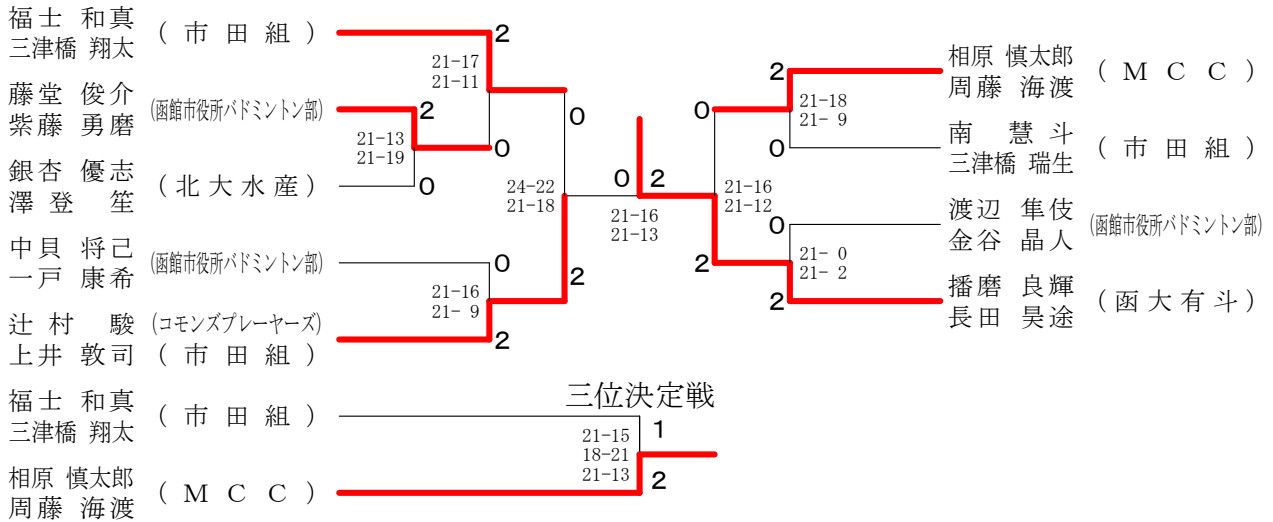 福士 和真
三津橋 翔太
(市田組)
2
21-17
21-11
藤堂 俊介
紫藤 勇磨
(函館市役所バドミントン部)
2
21-13
21-19
0
銀杏 優志
澤登 笙
(北大水産)
0
0
24-22
21-18
中貝 将己
一戸 康希
(函館市役所バドミントン部)
0
21-16
21- 9
2
辻村 駿 (コモンズプレーヤーズ)
上井 敦司 (市田組)
2
0 2
21-16
21-13
相原 慎太郎
周藤 海渡
(MCC)
2
21-18
21- 9
0
南 慧斗
三津橋 瑞生
(市田組)
0
21-16
21-12
渡辺 隼伎
金谷 晶人
(函館市役所バドミントン部)
0
21- 0
21- 2
2
播磨 良輝
長田 昊途
(函大有斗)
2
三位決定戦
福士 和真
三津橋 翔太
(市田組)
1
21-15
18-21
21-13
相原 慎太郎
周藤 海渡
(MCC)
2